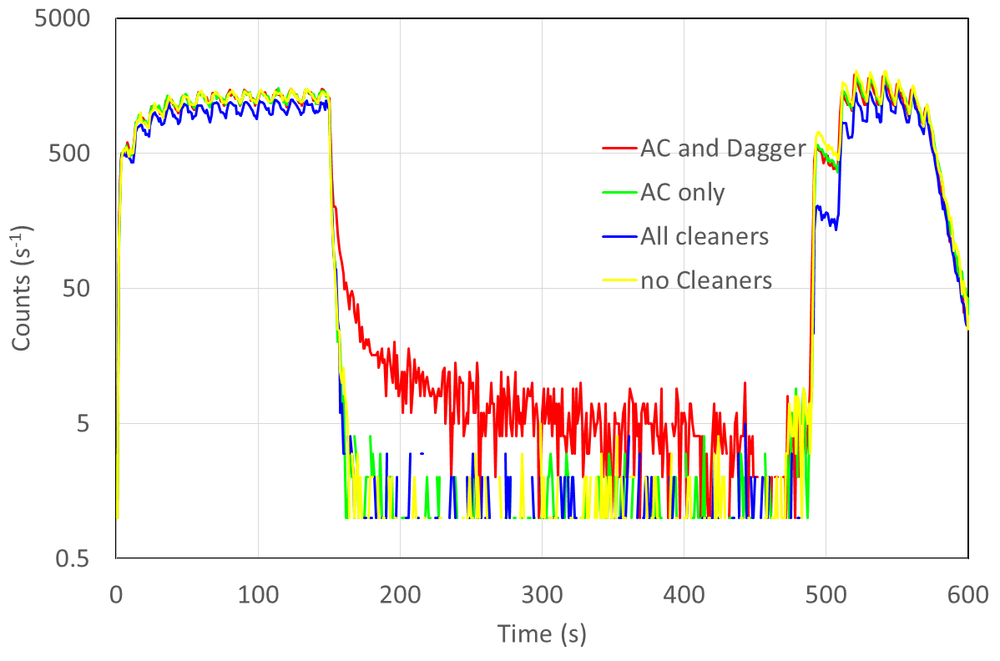 5000
500
50
5
0.5
Counts (s-1)
AC and Dagger
AC only
All cleaners
no Cleaners
0 100 200 300 400 500 600
Time (s)